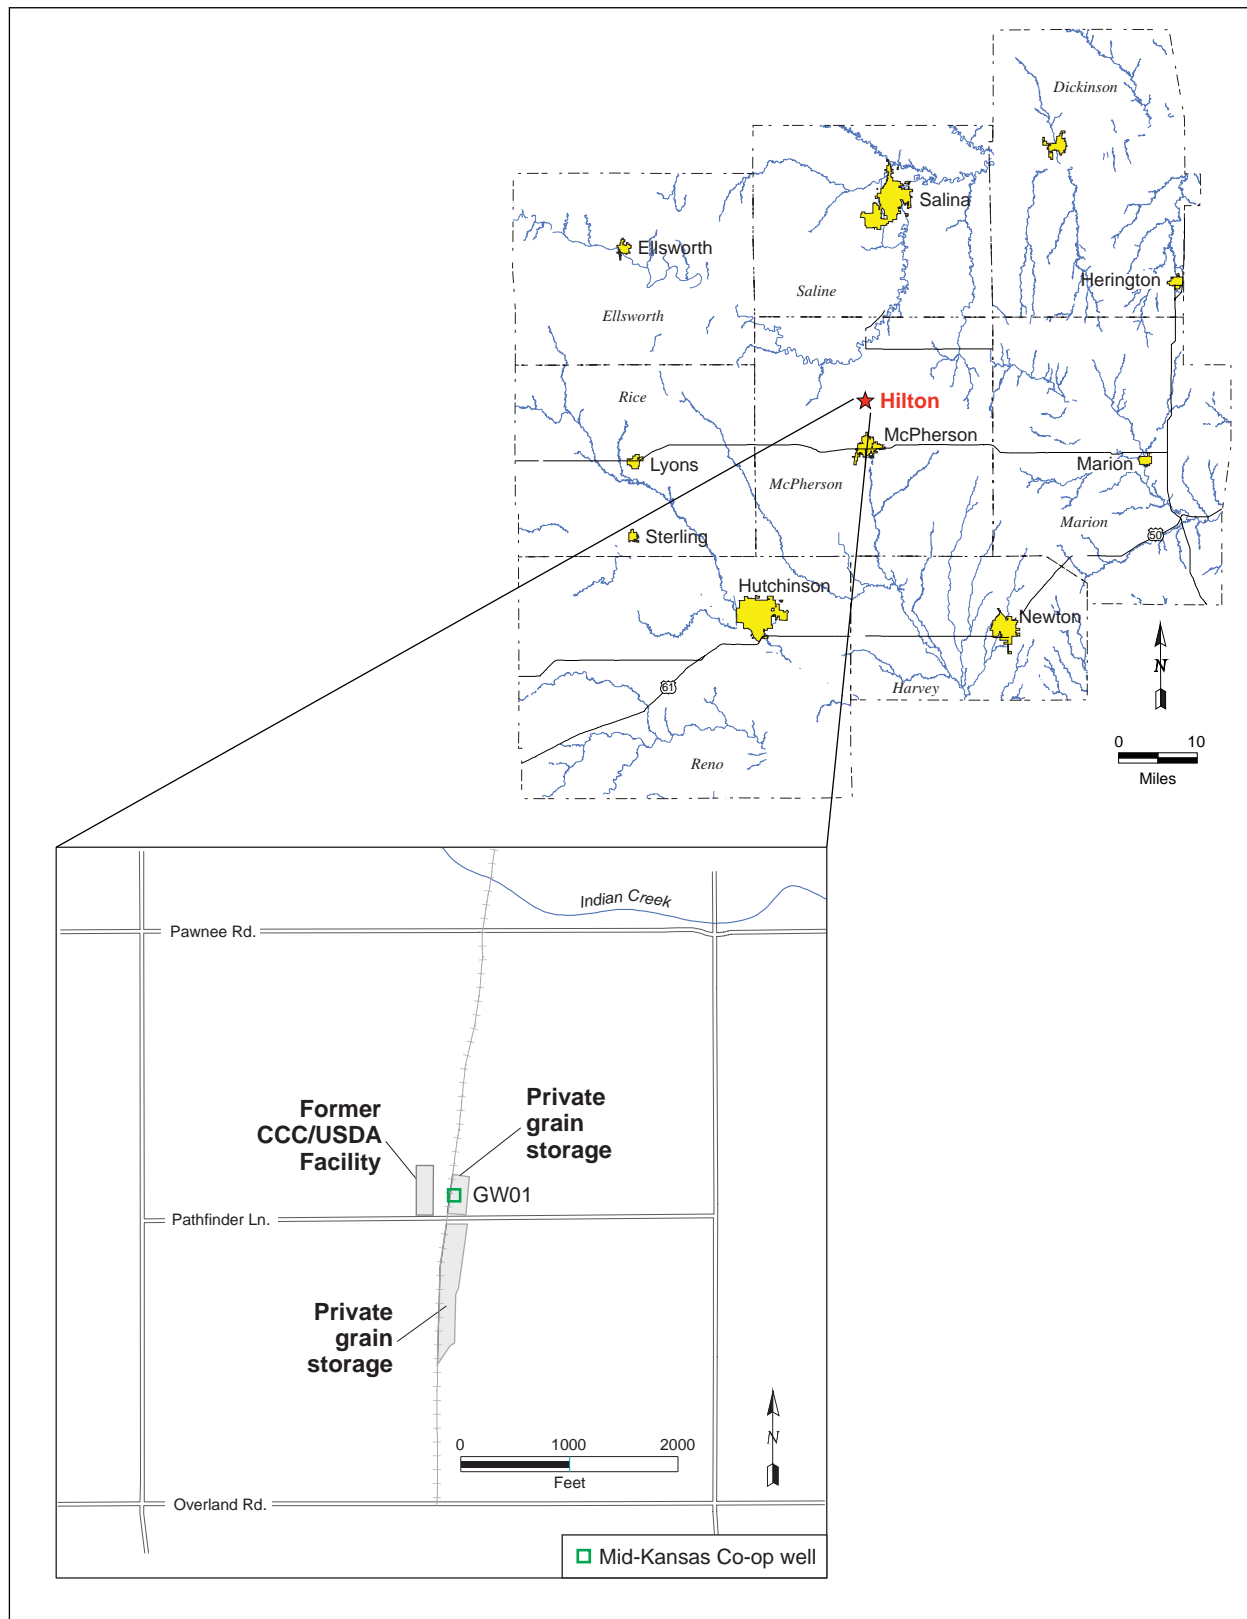 Dickinson
Salina
Ellsworth
Herington
Saline
Ellsworth
Rice
Hilton
McPherson
Lyons
Marion
McPherson
Marion
50
Sterling
Hutchinson
Newton
N
61
Harvey
Reno
0 10
Miles
Indian Creek
Pawnee Rd.
Former
CCC/USDA
Facility
Private
grain
storage
GW01
Pathfinder Ln.
Private
grain
storage
N
0 1000 2000
Feet
Overland Rd.
Mid-Kansas Co-op well